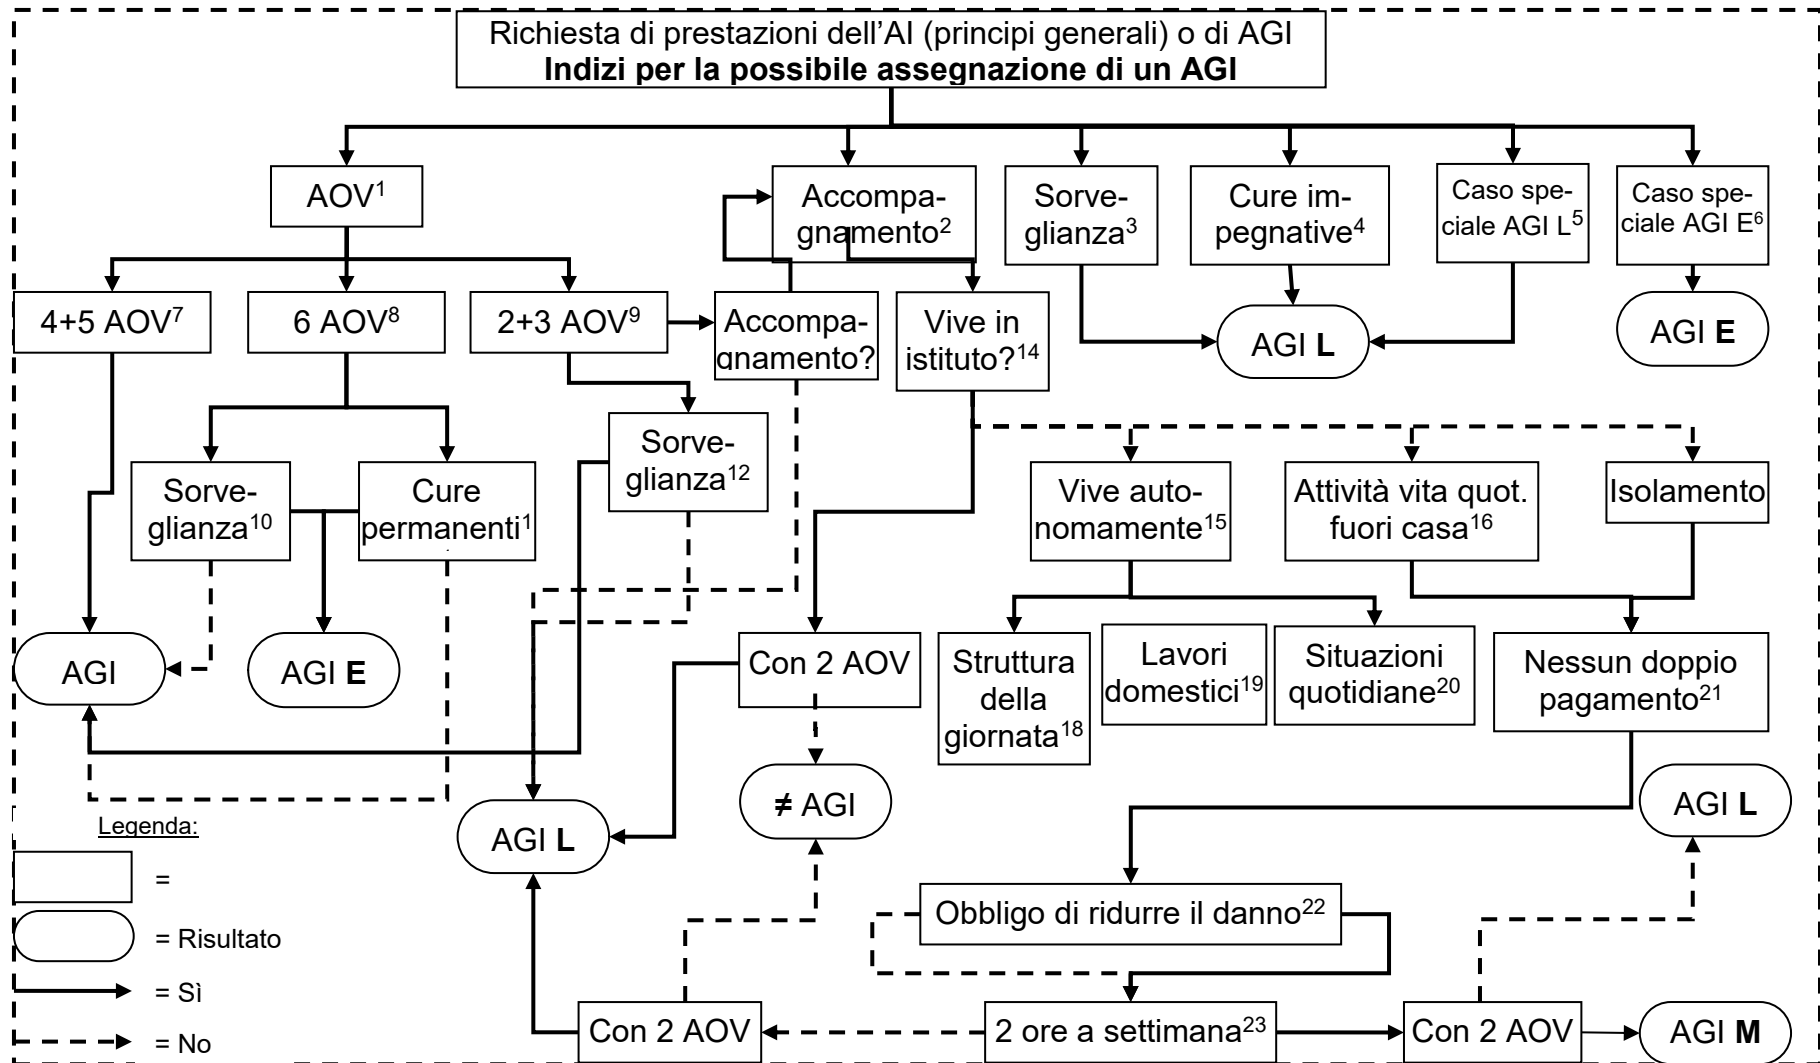 Richiesta di prestazioni dell'AI (principi generali) o di AGI
Indizi per la possibile assegnazione di un AGI
AOV1
Accompa-
gnamento2
Sorve-
glianza3
Cure im-
pegnative4
Caso spe-
ciale AGI L5
Caso spe-
ciale AGI E6
4+5 AOV7
6 AOV8
2+3 AOV9
Accompa-
gnamento?
Vive in
istituto?14
AGI L
AGI E
Sorve-
glianza10
Cure
permanenti1
Sorve-
glianza12
Vive auto-
nomamente15
Attività vita quot.
fuori casa16
Isolamento
AGI
AGI E
Con 2 AOV
Struttura
della
giornata18
Lavori
domestici19
Situazioni
quotidiane20
Nessun doppio
pagamento21
AGI L
≠ AGI
AGI L
Legenda:
=
= Risultato
= Sì
= No
Obbligo di ridurre il danno22
Con 2 AOV
2 ore a settimana23
Con 2 AOV
AGI M